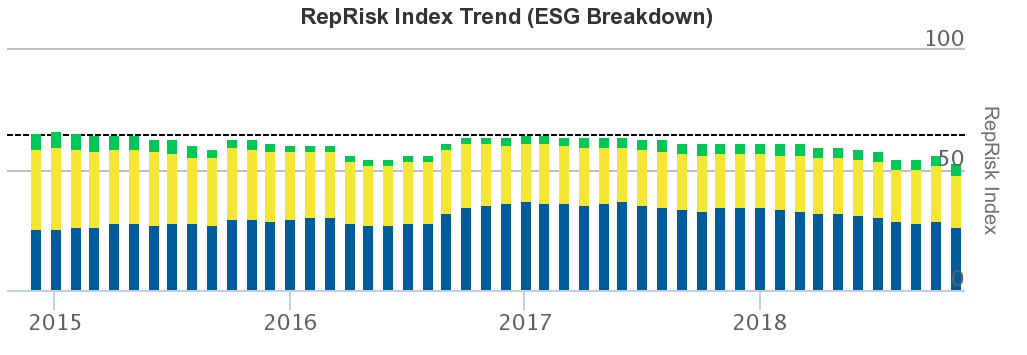 RepRisk Index Trend (ESG Breakdown)
100
50
0
RepRisk Index
2015 2016 2017 2018